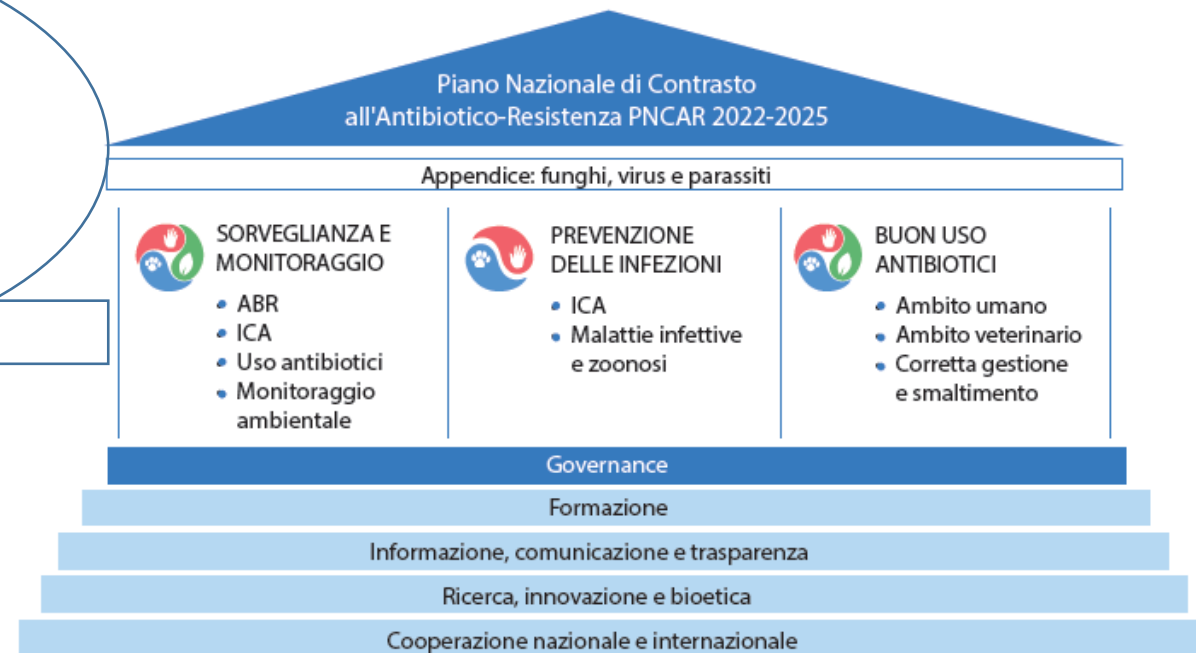 Piano Nazionale di Contrasto
all'Antibiotico-Resistenza PNCAR 2022-2025
Appendice: funghi, virus e parassiti
SORVEGLIANZA E
MONITORAGGIO
• ABR
• ICA
• Uso antibiotici
• Monitoraggio
ambientale
PREVENZIONE
DELLE INFEZIONI
• ICA
• Malattie infettive
e zoonosi
BUON USO
ANTIBIOTICI
• Ambito umano
• Ambito veterinario
• Corretta gestione
e smaltimento
Governance
Formazione
Informazione, comunicazione e trasparenza
Ricerca, innovazione e bioetica
Cooperazione nazionale e internazionale